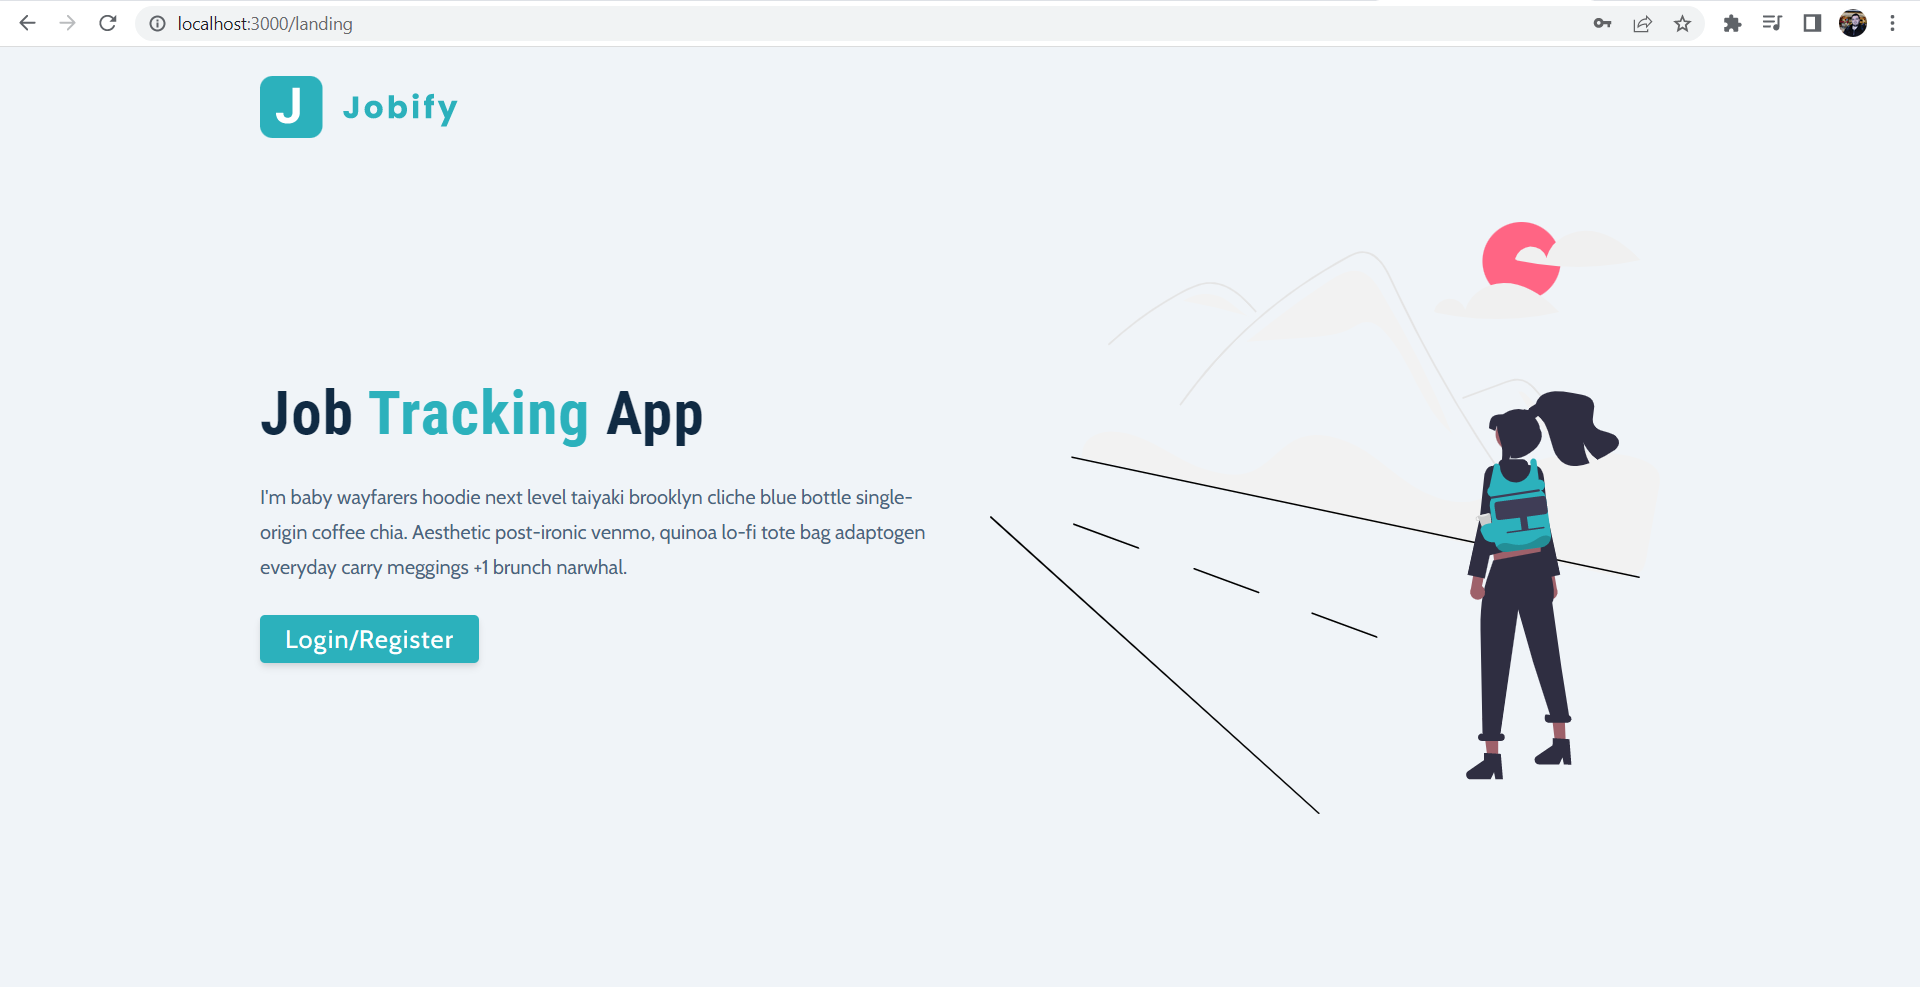 localhost:3000/landing
J Jobify
Job Tracking App
I'm baby wayfarers hoodie next level taiyaki brooklyn cliche blue bottle single-
origin coffee chia. Aesthetic post-ironic venmo, quinoa lo-fi tote bag adaptogen
everyday carry meggings +1 brunch narwhal.
Login/Register